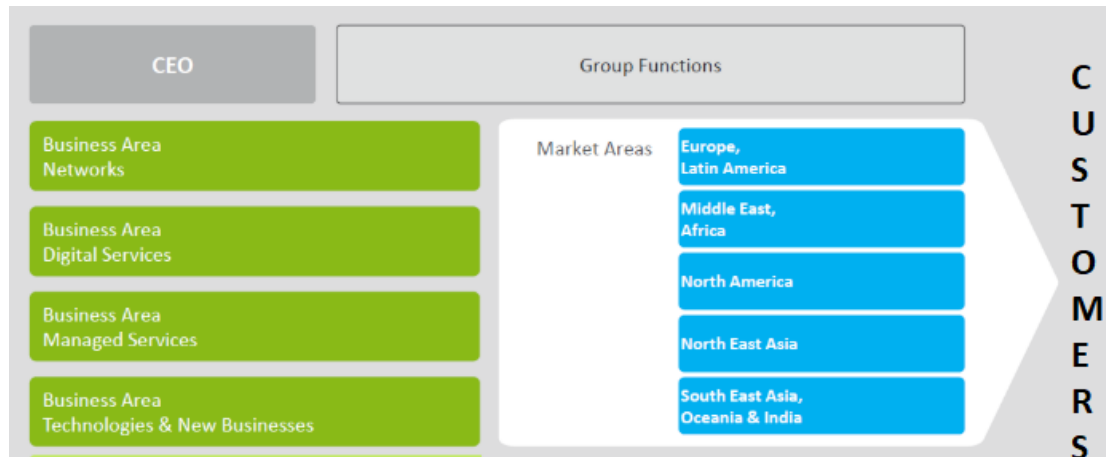 CEO
Group Functions
Business Area
Networks
Business Area
Digital Services
Business Area
Managed Services
Business Area
Technologies & New Businesses
Market Areas
Europe,
Latin America
Middle East,
Africa
North America
North East Asia
South East Asia,
Oceania & India
C
U
S
T
O
M
E
R
S